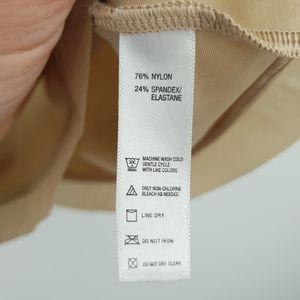 76% NYLON
24% SPANDEX/
ELASTANE
MACHINE WASH COLD
GENTLE CYCLE
WITH LIKE COLORS
ONLY NON-CHLORINE
BLEACH AS NEEDED
LINE DRY
DO NOT IRON
DO NOT DRY CLEAN